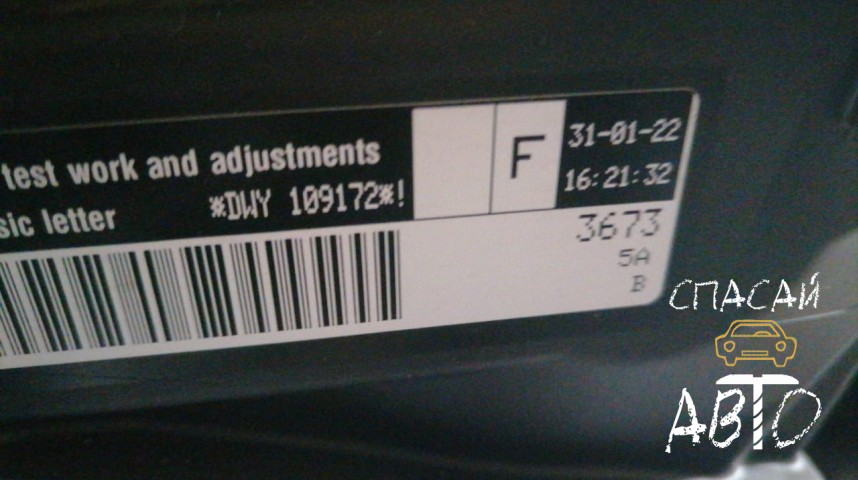 test work and adjustments
sic letter *DWY 109172*!
F
31-01-22
16:21:32
3673
5A
B
СПАСАЙ
АВТО